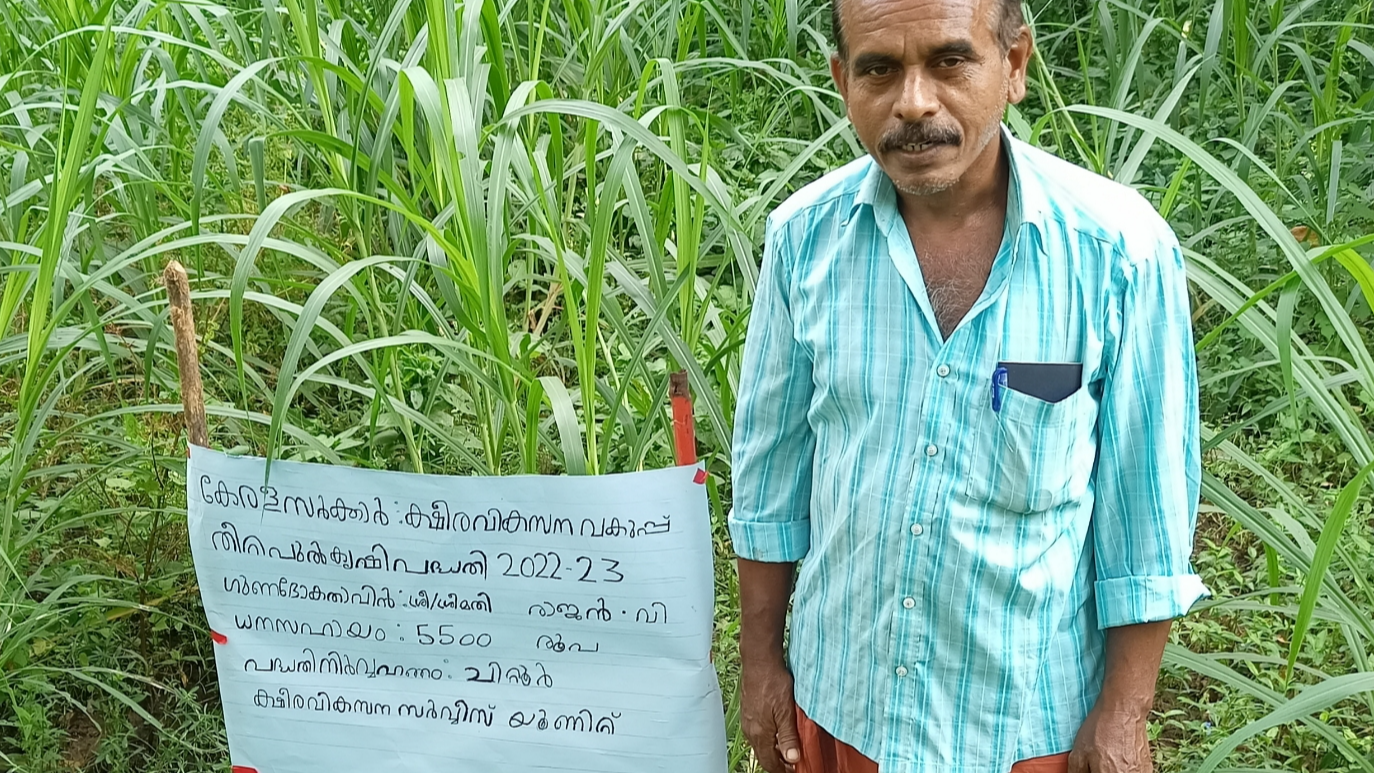 കേരളസർക്കാർ : ക്ഷീരവികസന വകുപ്പ്
തീറ്റപുൽകൃഷി പദ്ധതി 2022-23
ഗുണഭോക്താവിൻ : ശ്രീ/ശ്രീമതി രാജൻ . വി
ധനസഹായം : 5500 രൂപ
പദ്ധതി നിർവ്വഹണം : ചിറ്റൂർ
ക്ഷീരവികസന സർവ്വീസ് യൂണിറ്റ്